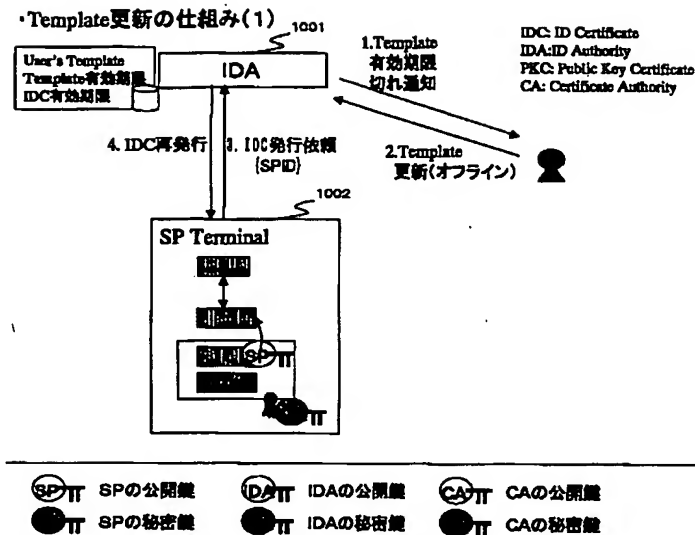 ・Template更新の仕組み(1)
1001
User's Template
Template有効期限
IDC有効期限
IDA
1.Template
有効期限
切れ通知
IDC: ID Certificate
IDA:ID Authority
PKC: Public Key Certificate
CA: Certificate Authority
4. IDC再発行
3. IDC発行依頼
(SPID)
2.Template
更新(オフライン)
1002
SP Terminal
SP
SP
SPの公開鍵
IDA
IDAの公開鍵
CA
CAの公開鍵
SPの秘密鍵
IDAの秘密鍵
CAの秘密鍵